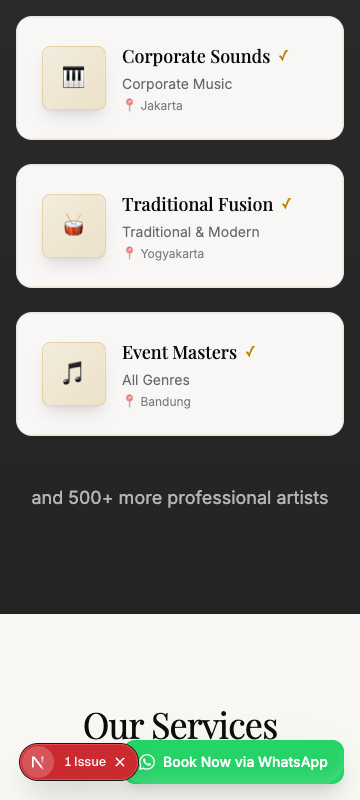 Corporate Sounds ✓
Corporate Music
📍 Jakarta
Traditional Fusion ✓
Traditional & Modern
📍 Yogyakarta
Event Masters ✓
All Genres
📍 Bandung
and 500+ more professional artists
Our Services
N 1 Issue ×
Book Now via WhatsApp